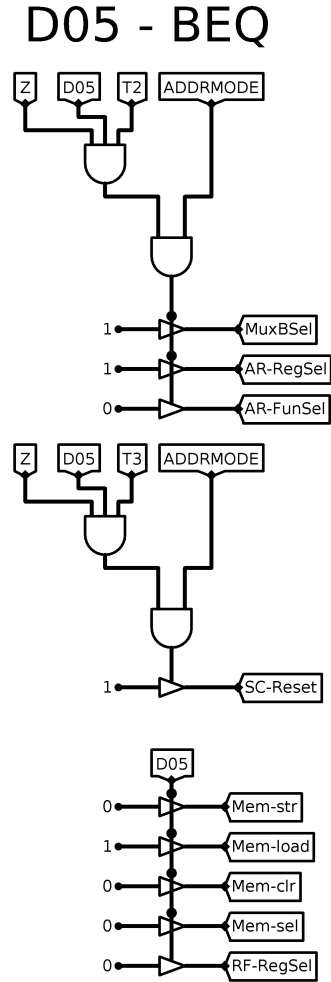 D05 - BEQ
Z D05 T2 ADDRMODE
1 MuxBSel
1 AR-RegSel
0 AR-FunSel
Z D05 T3 ADDRMODE
1 SC-Reset
D05
0 Mem-str
1 Mem-load
0 Mem-clr
0 Mem-sel
0 RF-RegSel